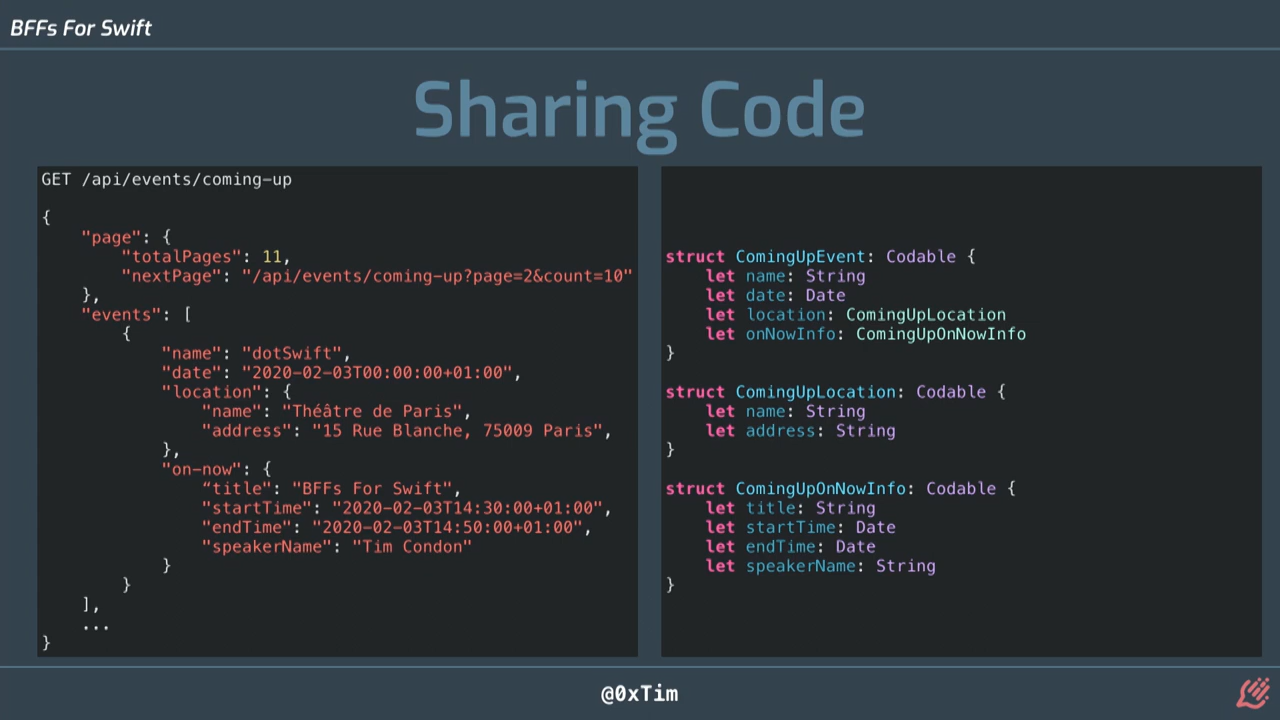 BFFs For Swift
Sharing Code
GET /api/events/coming-up
{
    "page": {
        "totalPages": 11,
        "nextPage": "/api/events/coming-up?page=2&count=10"
    },
    "events": [
        {
            "name": "dotSwift",
            "date": "2020-02-03T00:00:00+01:00",
            "location": {
                "name": "Théâtre de Paris",
                "address": "15 Rue Blanche, 75009 Paris",
            },
            "on-now": {
                “title": "BFFs For Swift",
                "startTime": "2020-02-03T14:30:00+01:00",
                "endTime": "2020-02-03T14:50:00+01:00",
                "speakerName": "Tim Condon"
            }
        }
    ],
    ...
}
struct ComingUpEvent: Codable {
    let name: String
    let date: Date
    let location: ComingUpLocation
    let onNowInfo: ComingUpOnNowInfo
}
struct ComingUpLocation: Codable {
    let name: String
    let address: String
}
struct ComingUpOnNowInfo: Codable {
    let title: String
    let startTime: Date
    let endTime: Date
    let speakerName: String
}
@0xTim